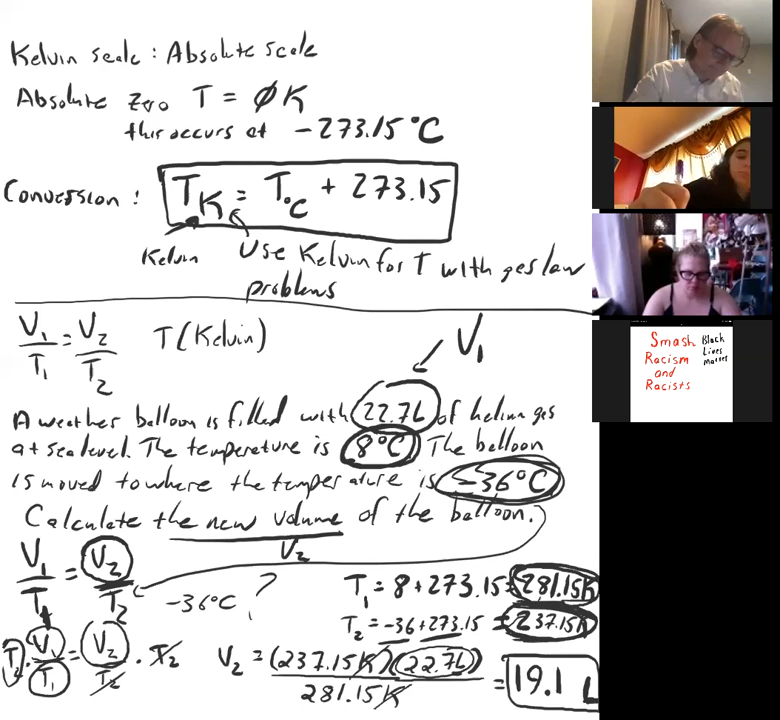 Kelvin scale : Absolute scale
Absolute Zero T = ØK
this occurs at -273.15°C
Conversion : TK = T°C + 273.15
Kelvin Use Kelvin for T with gas law
problems
V1/T1 = V2/T2 T(Kelvin) V1
A weather balloon is filled with 22.7L of helium gas
at sea level. The temperature is 8°C. The balloon
is moved to where the temperature is -36°C
Calculate the new volume of the balloon.
V2
V1/T1 = V2/T2 -36°C ?
T1 = 8 + 273.15 = 281.15K
T2 = -36+273.15 = 237.15K
T2 · V1/T1 = V2/T2 · T2 V2 = (237.15K)(22.7L)/281.15K = 19.1 L
Smash
Racism
and
Racists
Black
Lives
Matter